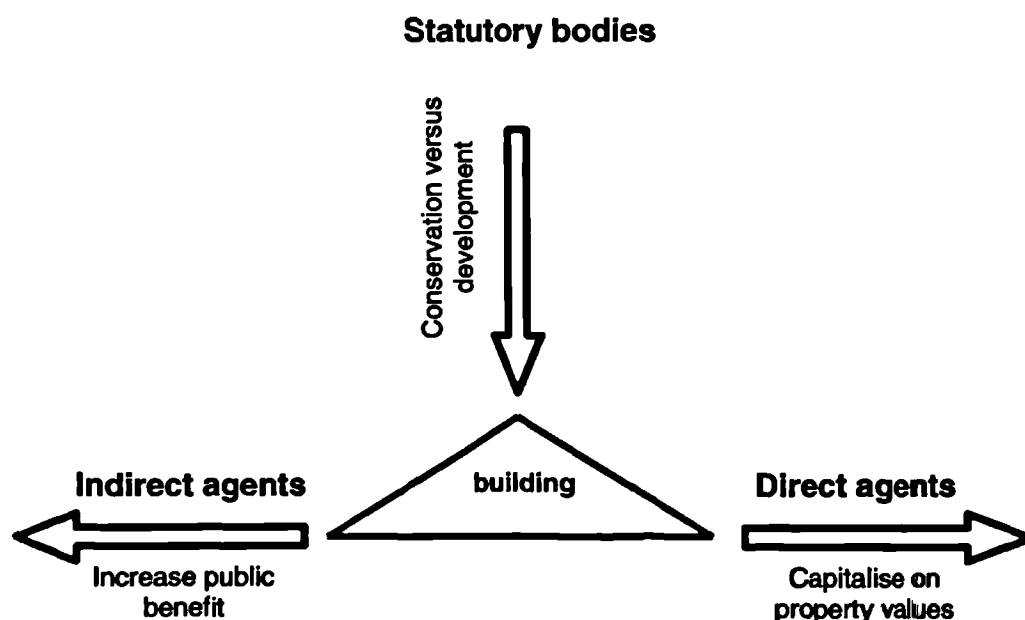 Statutory bodies
Conservation versus
development
building
Indirect agents
Increase public
benefit
Direct agents
Capitalise on
property values